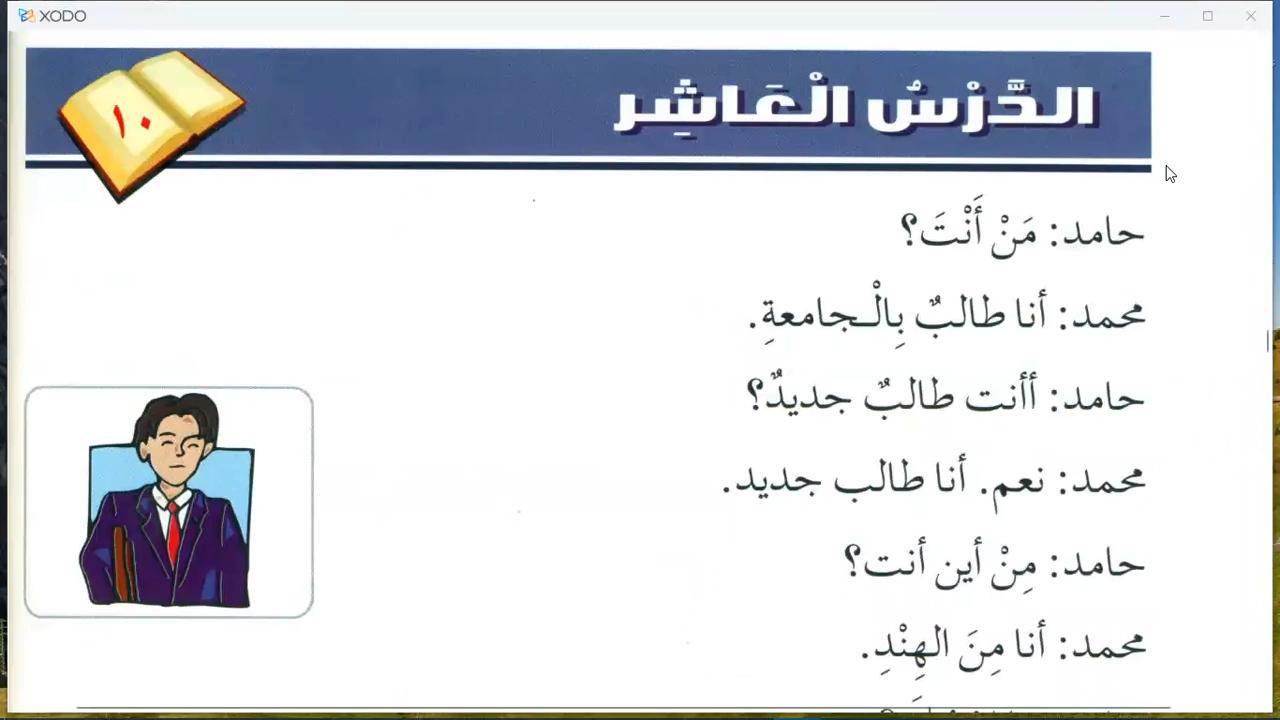 XODO
١٠
الدَّرْسُ الْعَاشِر
حامد: مَنْ أَنْتَ؟
محمد: أنا طالبٌ بِالْـجامعةِ.
حامد: أأنت طالبٌ جديدٌ؟
محمد: نعم. أنا طالب جديد.
حامد: مِنْ أين أنت؟
محمد: أنا مِنَ الهِنْدِ.